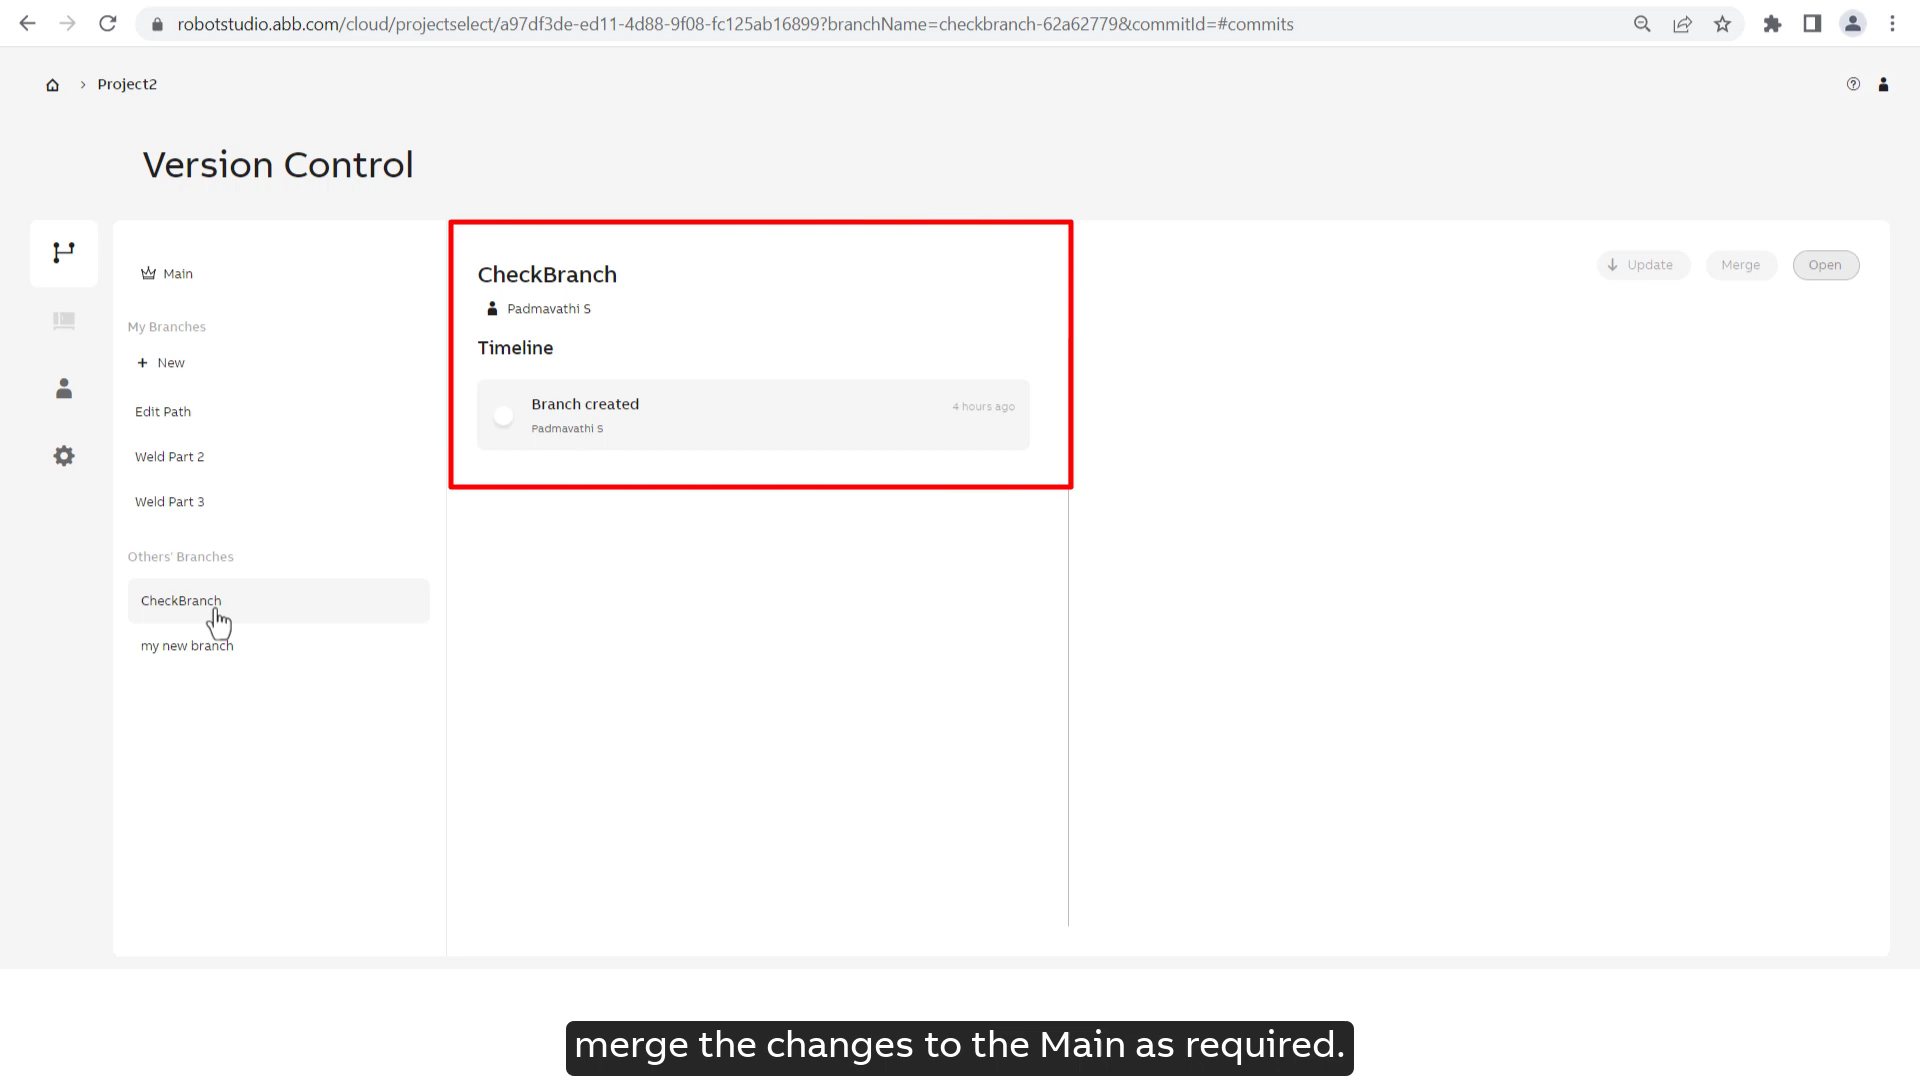 robotstudio.abb.com/cloud/projectselect/a97df3de-ed11-4d88-9f08-fc125ab16899?branchName=checkbranch-62a62779&commitId=#commits
Project2
Version Control
Main
My Branches
+ New
Edit Path
Weld Part 2
Weld Part 3
Others' Branches
CheckBranch
my new branch
CheckBranch
Padmavathi S
Timeline
Branch created
4 hours ago
Padmavathi S
Update
Merge
Open
merge the changes to the Main as required.